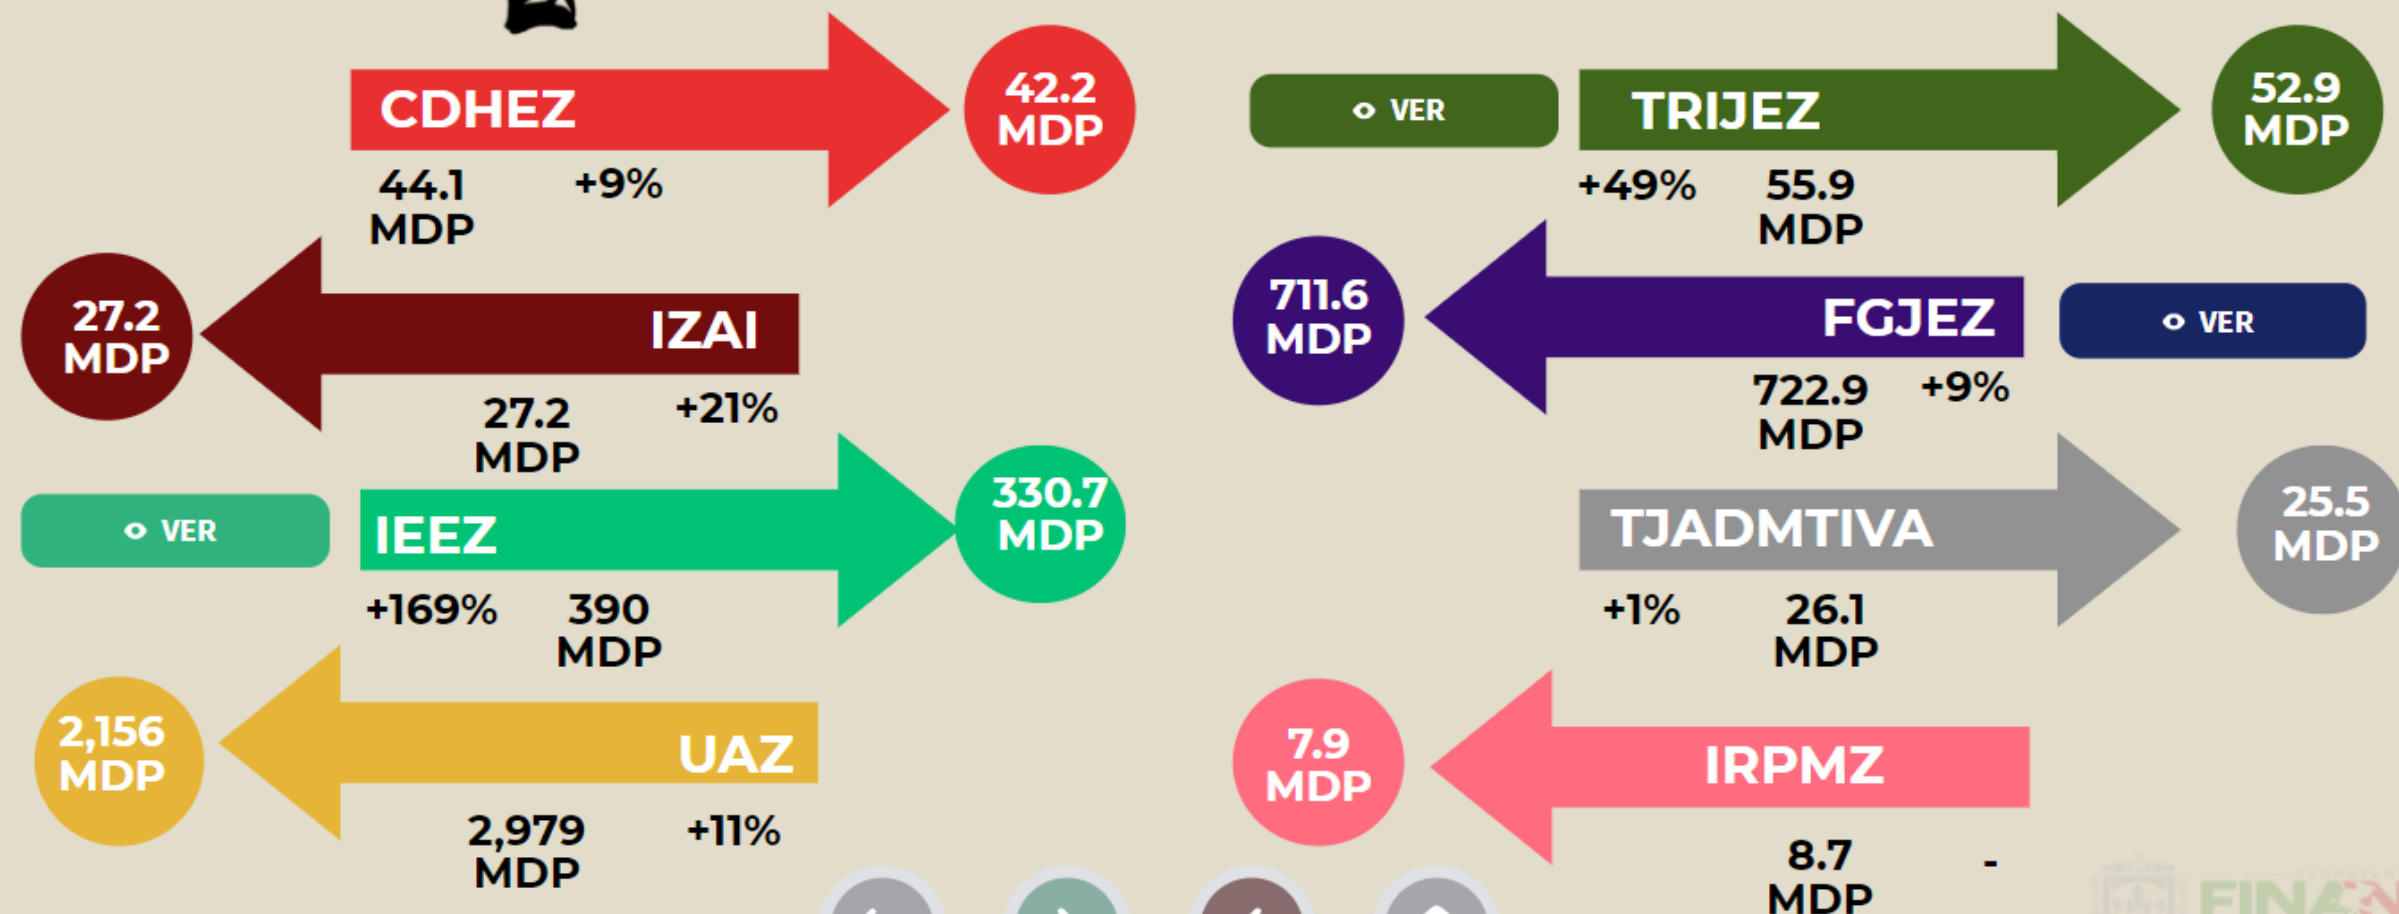 CDHEZ
42.2
MDP
44.1
MDP
+9%
27.2
MDP
IZAI
27.2
MDP
+21%
VER
IEEZ
330.7
MDP
+169%
390
MDP
2,156
MDP
UAZ
2,979
MDP
+11%
VER
TRIJEZ
52.9
MDP
+49%
55.9
MDP
711.6
MDP
FGJEZ
VER
722.9
MDP
+9%
TJADMTIVA
25.5
MDP
+1%
26.1
MDP
7.9
MDP
IRPMZ
8.7
MDP
-